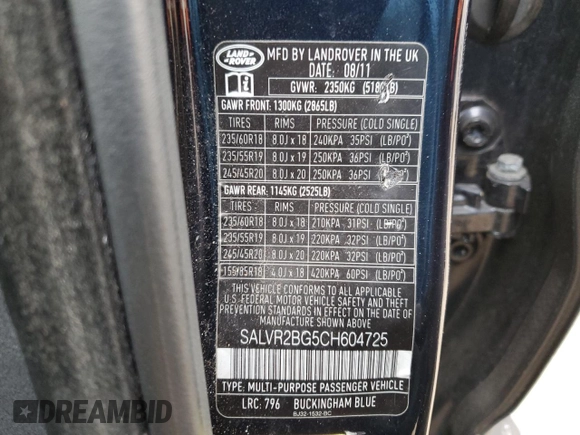 LAND ROVER
MFD BY LANDROVER IN THE UK
DATE: 08/11
GVWR: 2350KG (518 B)
GAWR FRONT: 1300KG (2865LB)
TIRES RIMS PRESSURE (COLD SINGLE)
235/60R18 8.0J x 18 240KPA 35PSI (LB/PO²)
235/55R19 8.0J x 19 250KPA 36PSI (LB/PO²)
245/45R20 8.0J x 20 250KPA 36PSI (LB/PO²)
GAWR REAR: 1145KG (2525LB)
TIRES RIMS PRESSURE (COLD SINGLE)
235/60R18 8.0J x 18 210KPA 31PSI (LB/PO²)
235/55R19 8.0J x 19 220KPA 32PSI (LB/PO²)
245/45R20 8.0J x 20 220KPA 32PSI (LB/PO²)
155/85R18 4.0J x 18 420KPA 60PSI (LB/PO²)
THIS VEHICLE CONFORMS TO ALL APPLICABLE
U.S. FEDERAL MOTOR VEHICLE SAFETY AND THEFT
PREVENTION STANDARDS IN EFFECT ON THE DATE
OF MANUFACTURE SHOWN ABOVE.
SALVR2BG5CH604725
TYPE: MULTI-PURPOSE PASSENGER VEHICLE
LRC: 796 BUCKINGHAM BLUE
BJ32-1532-BC
DREAMBID